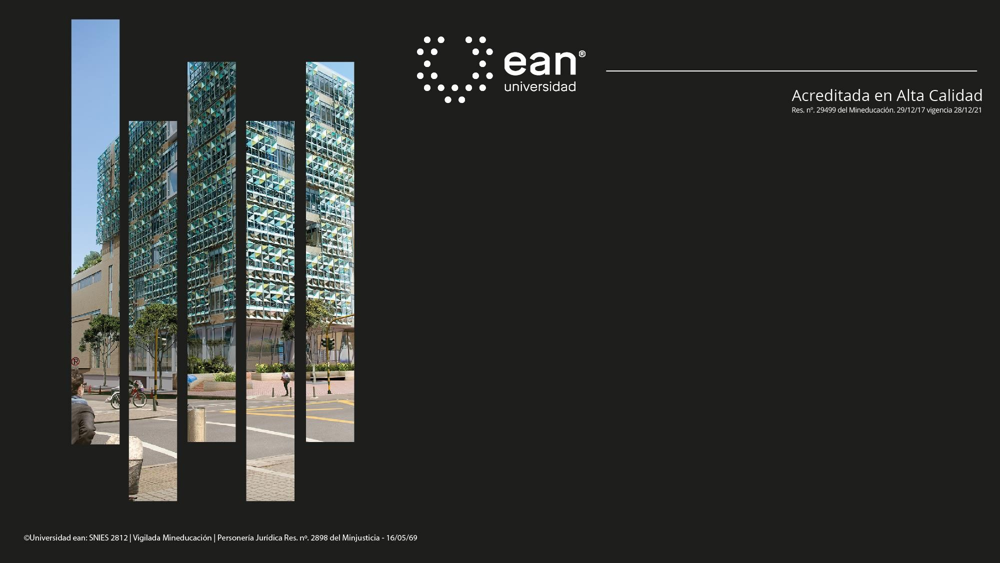 ean®
universidad
Acreditada en Alta Calidad
Res. nº. 29499 del Mineducación. 29/12/17 vigencia 28/12/21
©Universidad ean: SNIES 2812 | Vigilada Mineducación | Personería Jurídica Res. nº. 2898 del Minjusticia - 16/05/69